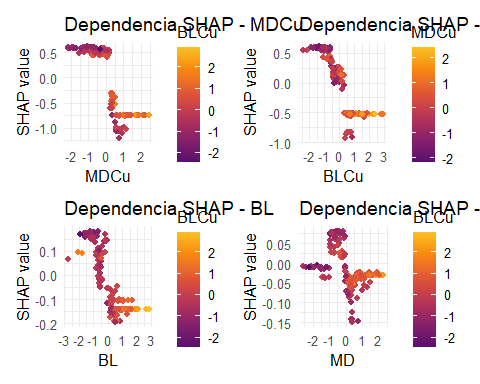 Dependencia SHAP - MDCu
BLCu
SHAP value
0.5
0.0
-0.5
-1.0
-2 -1 0 1 2
MDCu
2
1
0
-1
-2
Dependencia SHAP -
MDCu
SHAP value
0.5
0.0
-0.5
-1.0
-2 -1 0 1 2 3
BLCu
2
1
0
-1
-2
Dependencia SHAP - BL
BLCu
SHAP value
0.1
0.0
-0.1
-0.2
-3 -2 -1 0 1 2 3
BL
2
1
0
-1
-2
Dependencia SHAP -
BLCu
SHAP value
0.05
0.00
-0.05
-0.10
-0.15
-2 -1 0 1 2
MD
2
1
0
-1
-2